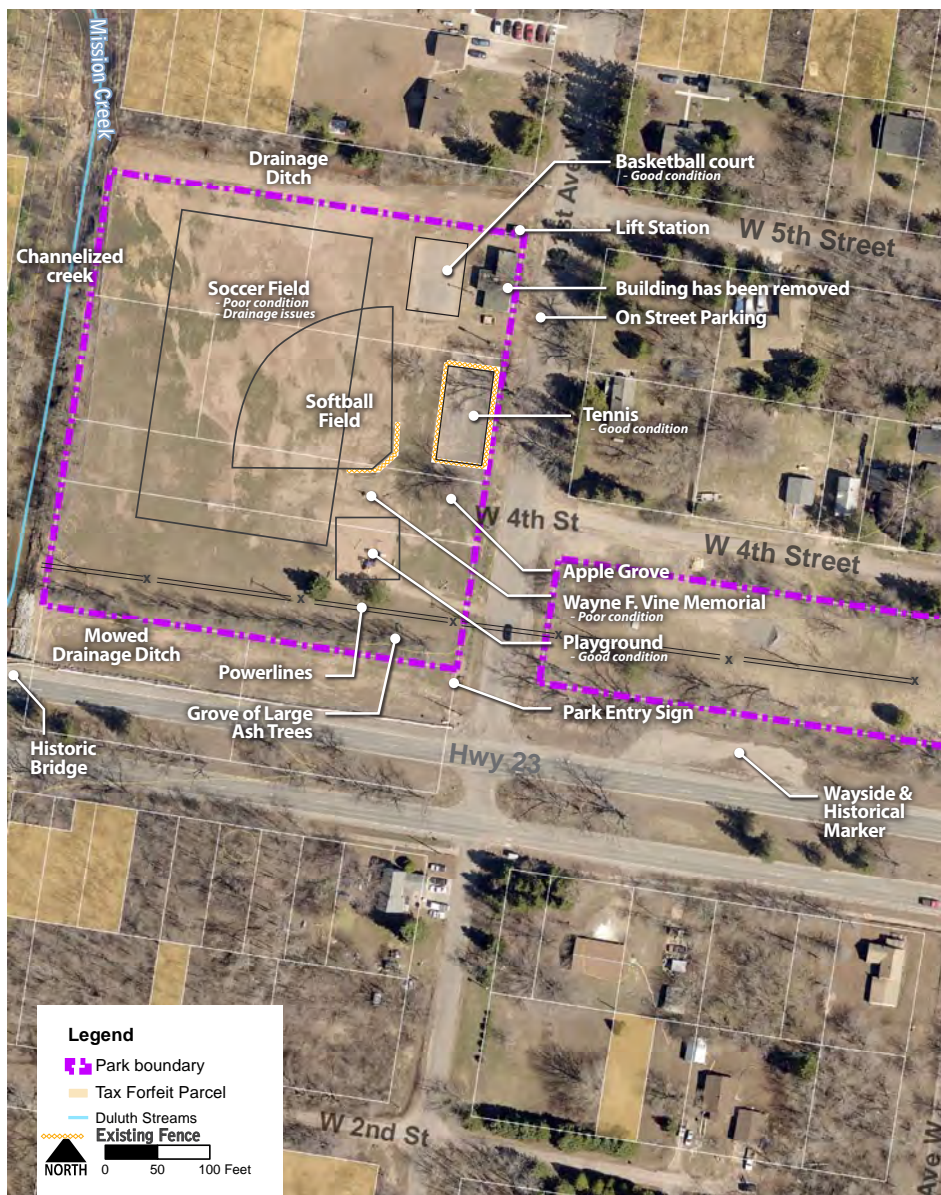 Mission Creek
Drainage
Ditch
Basketball court
- Good condition
st Ave
Lift Station
W 5th Street
Channelized
creek
Soccer Field
- Poor condition
- Drainage issues
Building has been removed
On Street Parking
Softball
Field
Tennis
- Good condition
W 4th St
W 4th Street
Apple Grove
Wayne F. Vine Memorial
- Poor condition
Playground
- Good condition
x
x
x
x
x
x
Mowed
Drainage Ditch
Powerlines
Grove of Large
Ash Trees
Park Entry Sign
Historic
Bridge
Hwy 23
Wayside &
Historical
Marker
Legend
Park boundary
Tax Forfeit Parcel
Duluth Streams
Existing Fence
NORTH
0 50 100 Feet
W 2nd St
Ave W